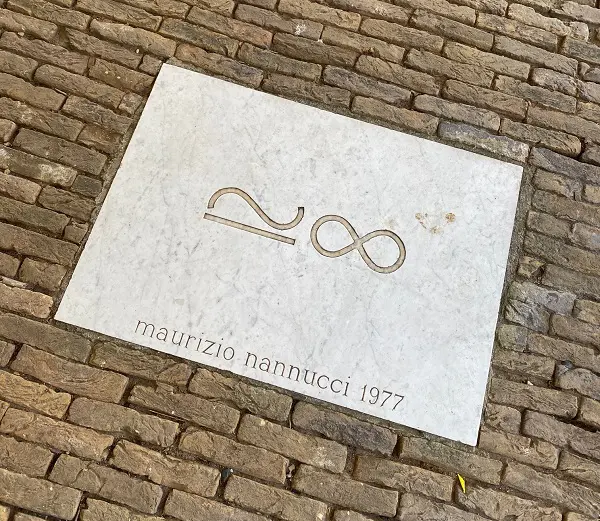 ≃ ∞
maurizio nannucci 1977